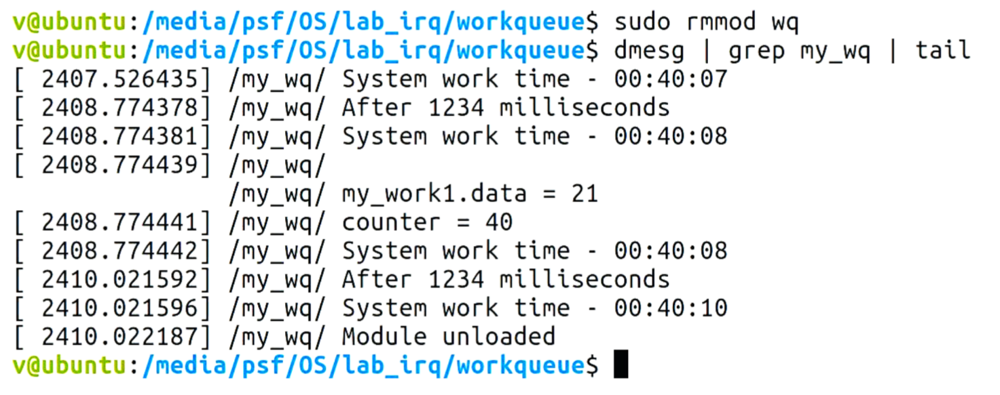 v@ubuntu:/media/psf/OS/lab_irq/workqueue$ sudo rmmod wq
v@ubuntu:/media/psf/OS/lab_irq/workqueue$ dmesg | grep my_wq | tail
[ 2407.526435] /my_wq/ System work time - 00:40:07
[ 2408.774378] /my_wq/ After 1234 milliseconds
[ 2408.774381] /my_wq/ System work time - 00:40:08
[ 2408.774439] /my_wq/
               /my_wq/ my_work1.data = 21
[ 2408.774441] /my_wq/ counter = 40
[ 2408.774442] /my_wq/ System work time - 00:40:08
[ 2410.021592] /my_wq/ After 1234 milliseconds
[ 2410.021596] /my_wq/ System work time - 00:40:10
[ 2410.022187] /my_wq/ Module unloaded
v@ubuntu:/media/psf/OS/lab_irq/workqueue$